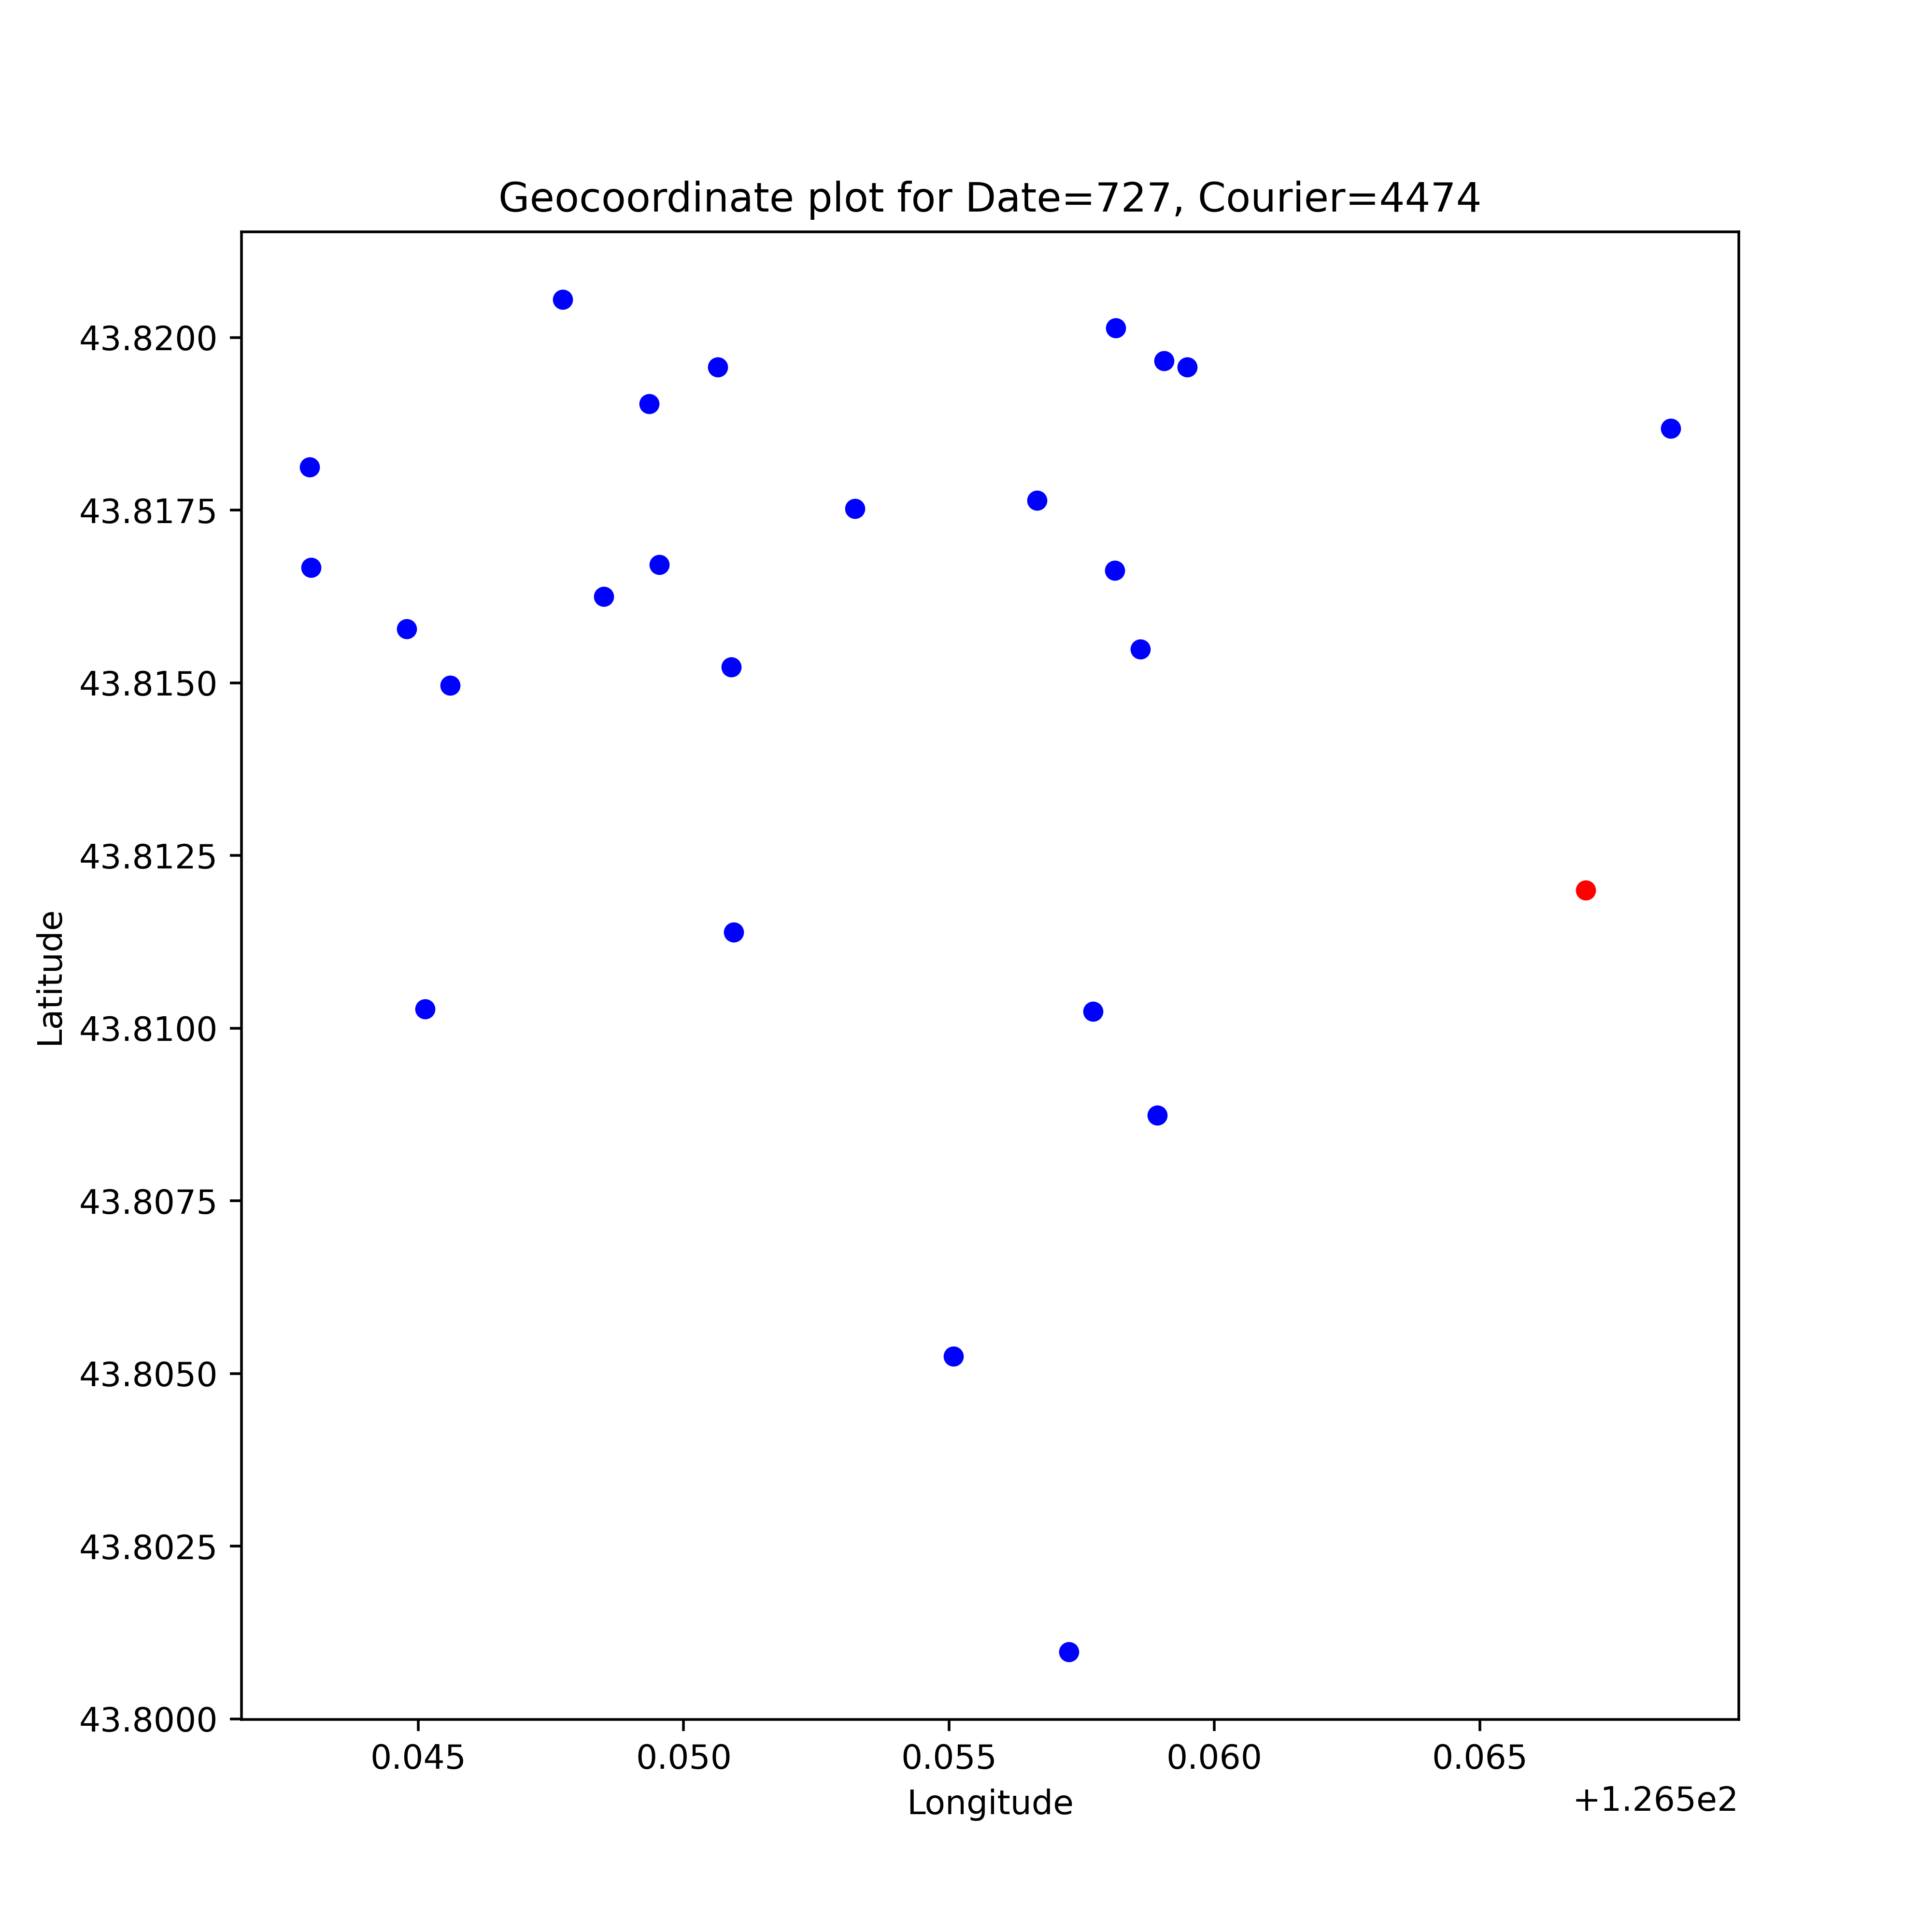 Geocoordinate plot for Date=727, Courier=4474
43.8200
43.8175
43.8150
43.8125
43.8100
43.8075
43.8050
43.8025
43.8000
Latitude
0.045 0.050 0.055 0.060 0.065
+1.265e2
Longitude